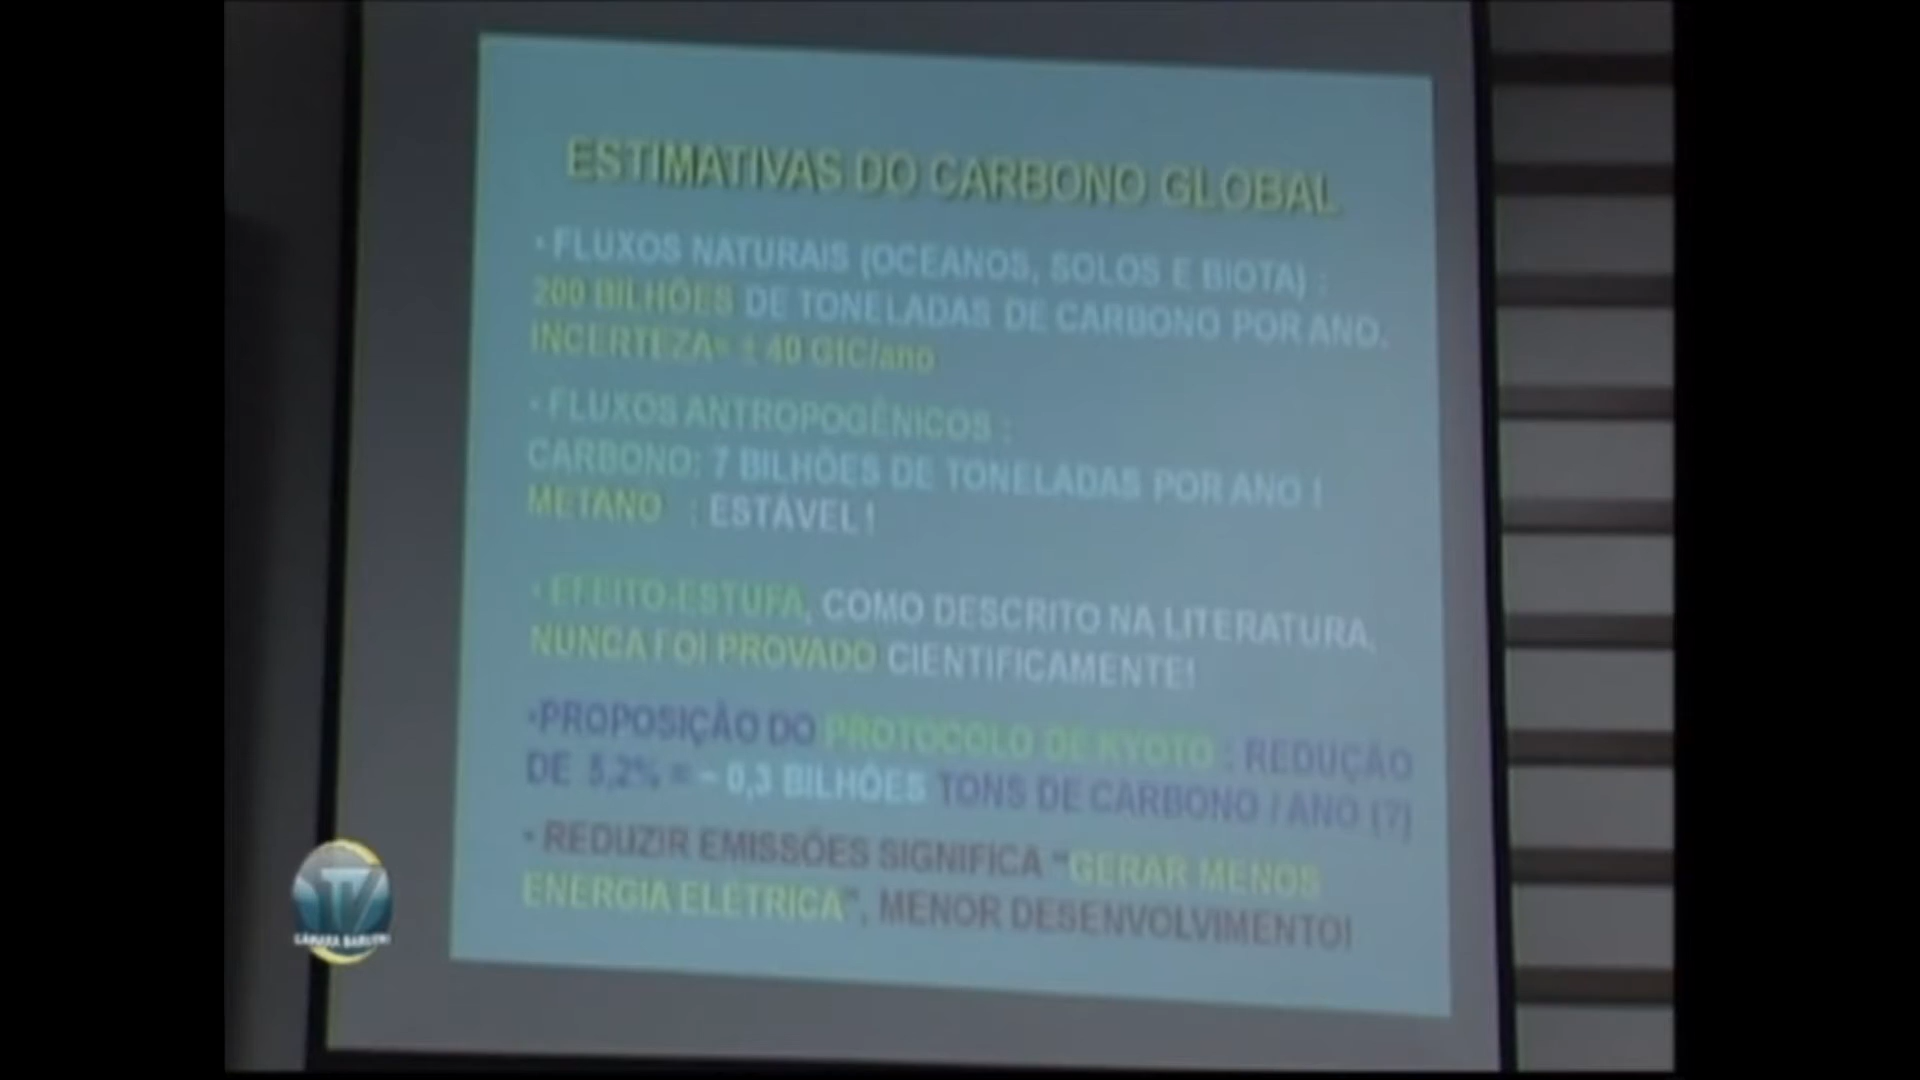 ESTIMATIVAS DO CARBONO GLOBAL
• FLUXOS NATURAIS (OCEANOS, SOLOS E BIOTA) :
200 BILHÕES DE TONELADAS DE CARBONO POR ANO.
INCERTEZA= ± 40 GtC/ano
• FLUXOS ANTROPOGÊNICOS :
CARBONO: 7 BILHÕES DE TONELADAS POR ANO !
METANO : ESTÁVEL !
• EFEITO-ESTUFA, COMO DESCRITO NA LITERATURA,
NUNCA FOI PROVADO CIENTIFICAMENTE!
•PROPOSIÇÃO DO PROTOCOLO DE KYOTO : REDUÇÃO
DE 5,2% = ~ 0,3 BILHÕES TONS DE CARBONO / ANO (?)
• REDUZIR EMISSÕES SIGNIFICA "GERAR MENOS
ENERGIA ELÉTRICA", MENOR DESENVOLVIMENTO!
TV
CÂMARA BARUERI